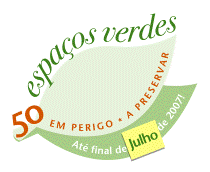 espaços verdes
50 EM PERIGO • A PRESERVAR
Até final de Julho de 2007!